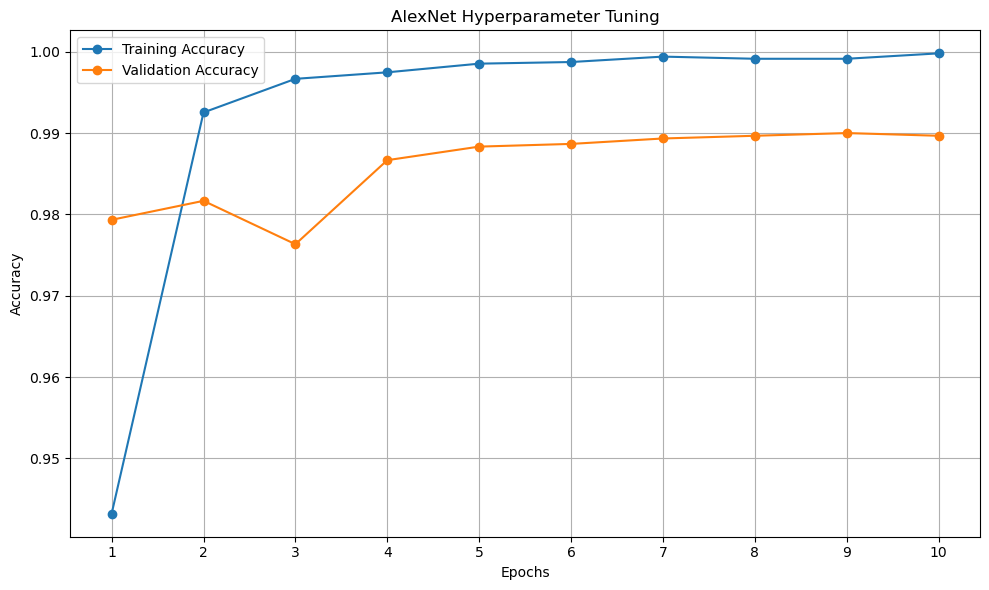 AlexNet Hyperparameter Tuning
Training Accuracy
Validation Accuracy
Accuracy
1.00
0.99
0.98
0.97
0.96
0.95
1 2 3 4 5 6 7 8 9 10
Epochs